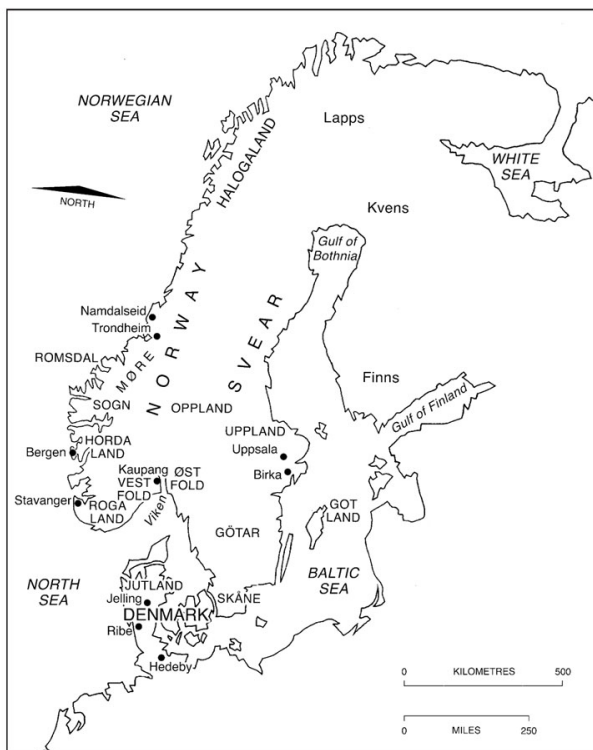 NORWEGIAN
SEA
Lapps
HALOGALAND
WHITE
SEA
NORTH
Kvens
Gulf of
Bothnia
Namdalseid
Trondheim
NORWAY
SVEAR
ROMSDAL
MØRE
Finns
SOGN
OPPLAND
Gulf of Finland
UPPLAND
Uppsala
Bergen
HORDA
LAND
Kaupang
ØST
FOLD
VEST
FOLD
Birka
Stavanger
ROGA
LAND
Viken
GOT
LAND
GÖTAR
NORTH
SEA
JUTLAND
BALTIC
SEA
Jelling
SKÅNE
DENMARK
Ribe
Hedeby
0 KILOMETRES 500
0 MILES 250